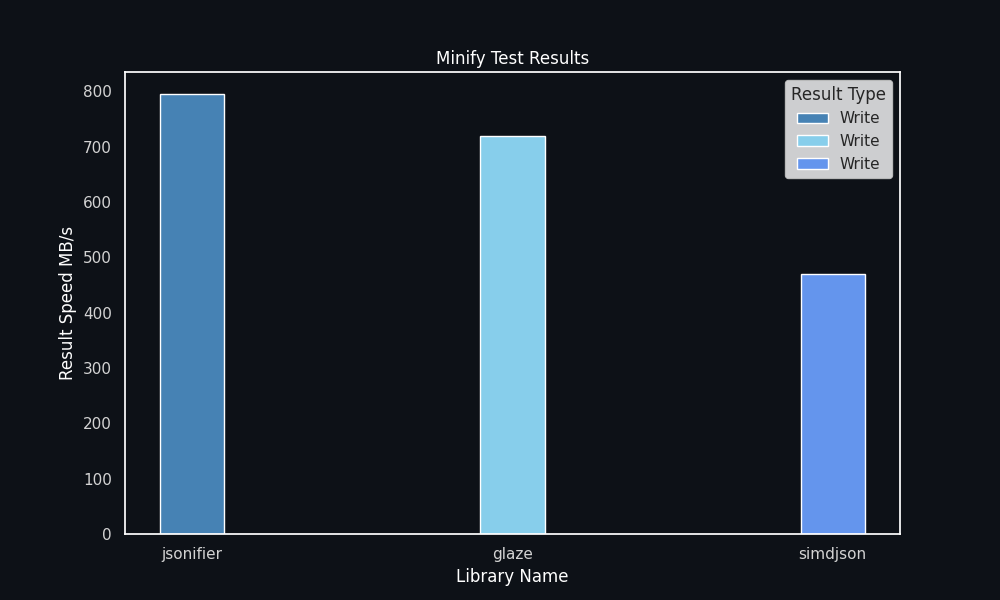 Minify Test Results
Result Speed MB/s
800
700
600
500
400
300
200
100
0
Result Type
Write
Write
Write
jsonifier
glaze
simdjson
Library Name